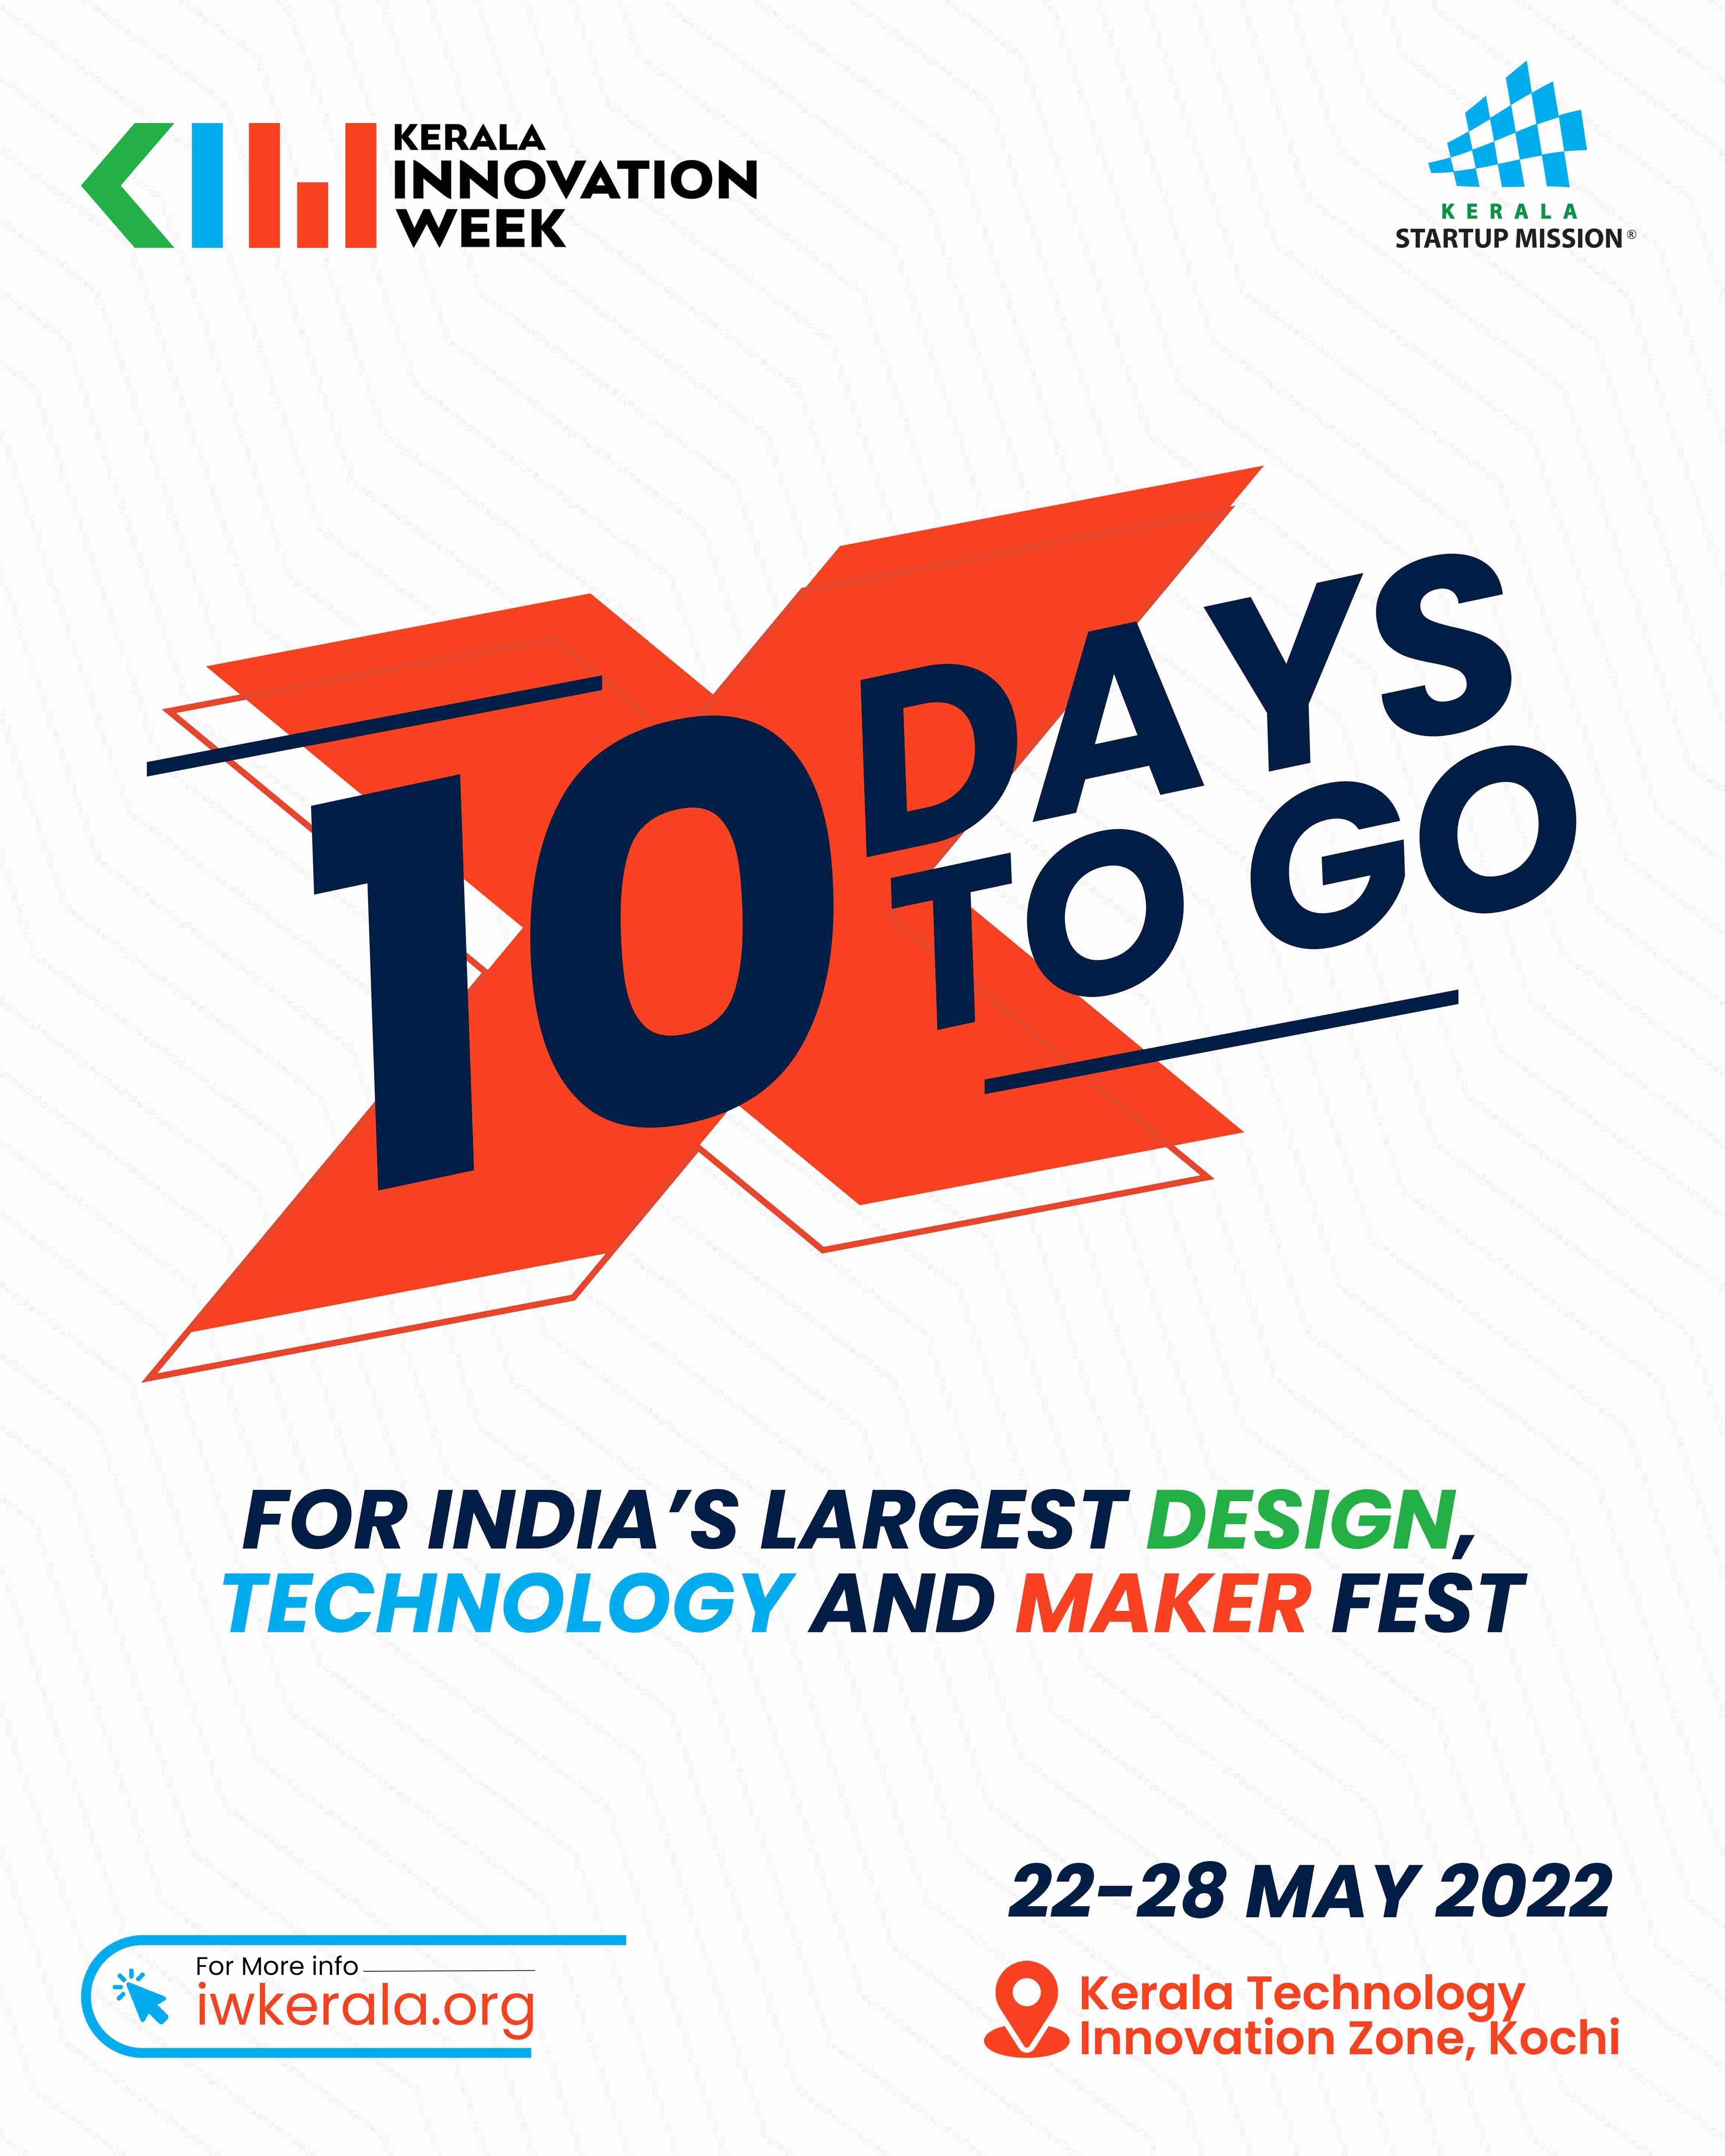 KERALA
INNOVATION
WEEK
KERALA
STARTUP MISSION®
10 DAYS
TO GO
FOR INDIA’S LARGEST DESIGN,
TECHNOLOGY AND MAKER FEST
22-28 MAY 2022
For More info
iwkerala.org
Kerala Technology
Innovation Zone, Kochi